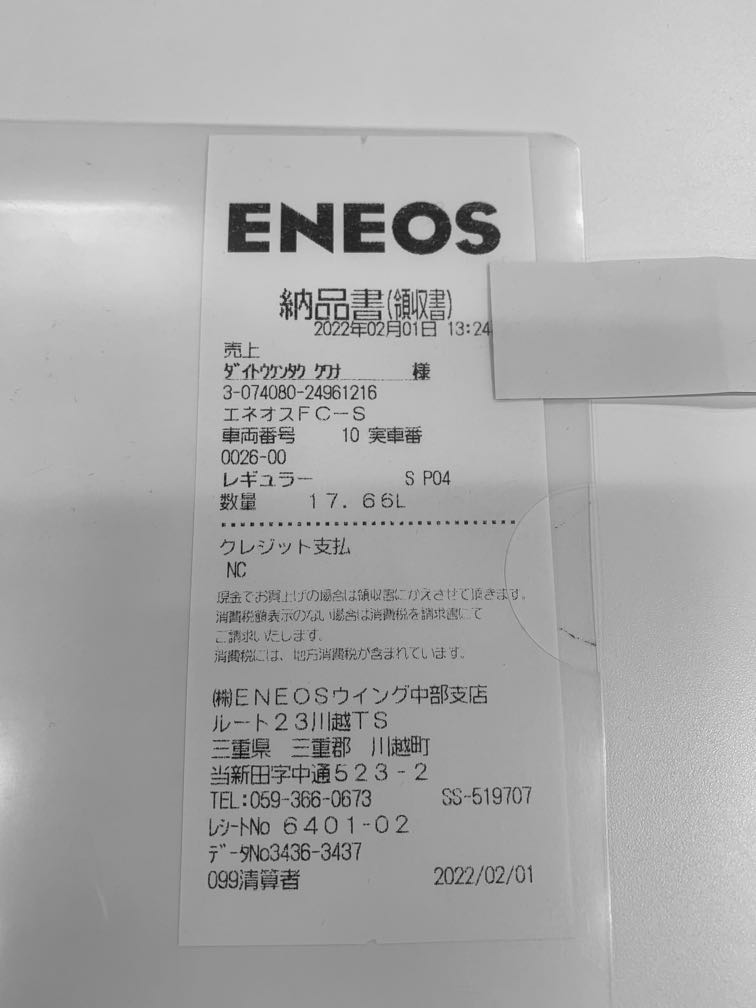 ENEOS
納品書(領収書)
2022年02月01日 13:24
売上
ダイトウケンタク クワナ 様
3-074080-24961216
エネオスFC-S
車両番号 10 実車番
0026-00
レギュラー S P04
数量 17.66L
クレジット支払
NC
現金でお買上げの場合は領収書にかえさせて頂きます。
消費税額表示のない場合は消費税を請求書にて
ご請求いたします。
消費税には、地方消費税が含まれています。
㈱ENEOSウイング中部支店
ルート23川越TS
三重県 三重郡 川越町
当新田字中通523-2
TEL:059-366-0673 SS-519707
レシートNo 6401-02
データNo3436-3437
099清算者 2022/02/01